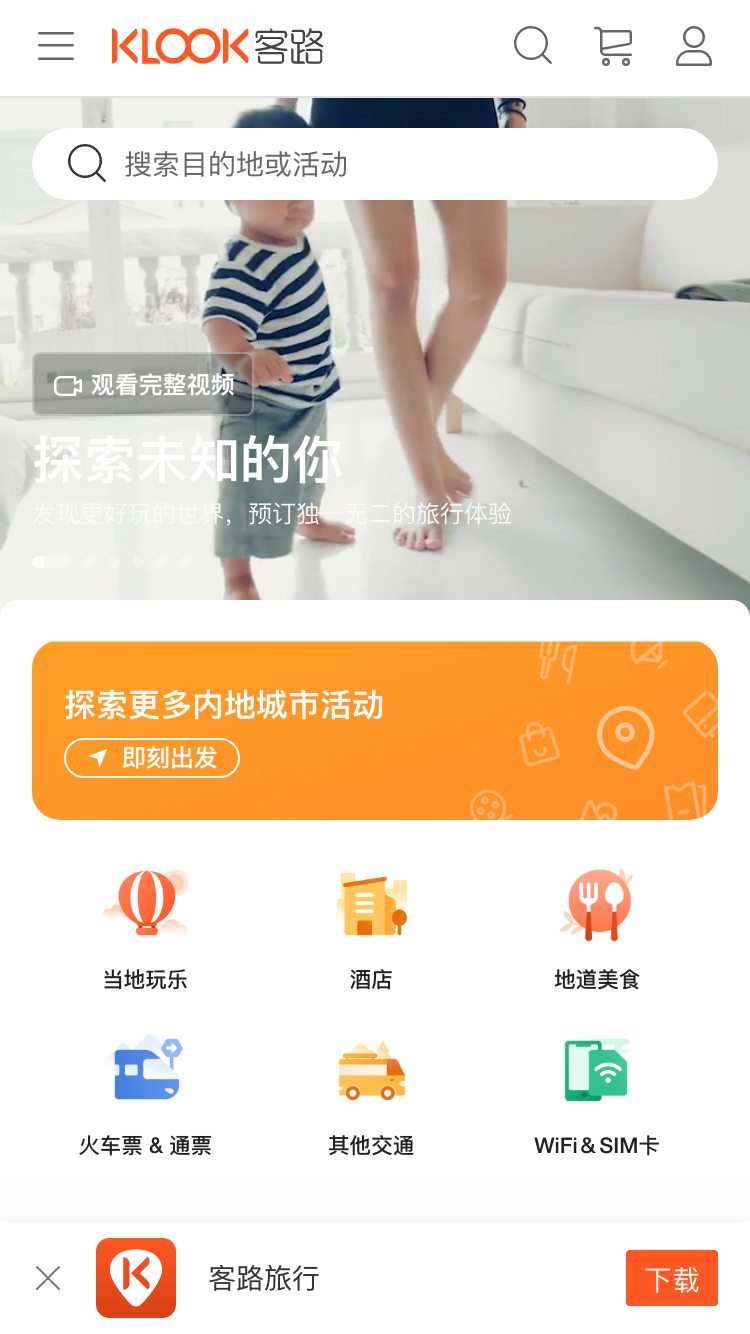 KLOOK客路
搜索目的地或活动
观看完整视频
探索未知的你
发现更好玩的世界，预订独一无二的旅行体验
探索更多内地城市活动
即刻出发
当地玩乐
酒店
地道美食
火车票 & 通票
其他交通
WiFi & SIM卡
客路旅行
下载